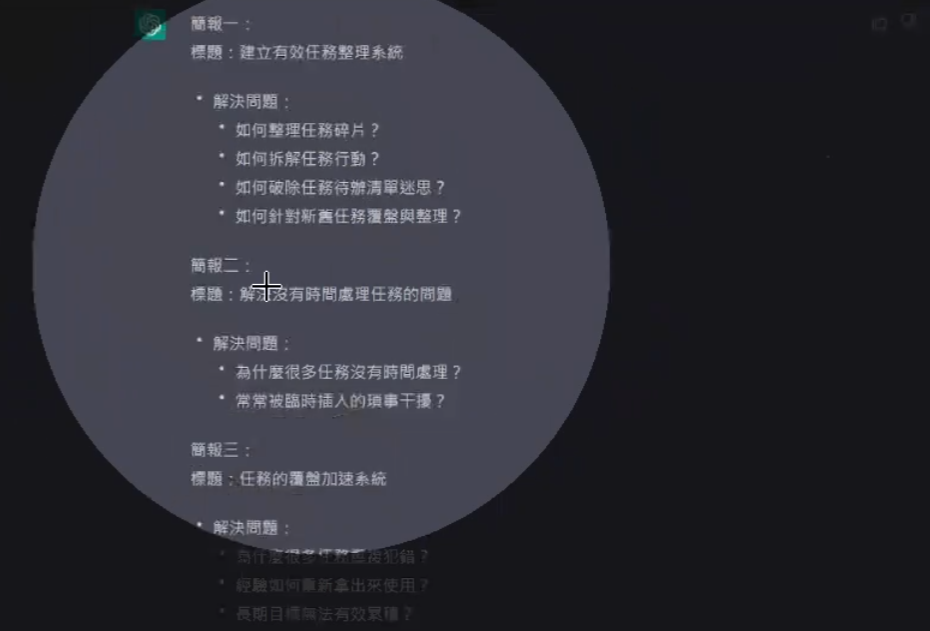 簡報一：
標題：建立有效任務整理系統
• 解決問題：
• 如何整理任務碎片？
• 如何拆解任務行動？
• 如何破除任務待辦清單迷思？
• 如何針對新舊任務覆盤與整理？
簡報二：
標題：解決沒有時間處理任務的問題
• 解決問題：
• 為什麼很多任務沒有時間處理？
• 常常被臨時插入的瑣事干擾？
簡報三：
標題：任務的覆盤加速系統
• 解決問題：
• 為什麼很多任務重複犯錯？
• 經驗如何重新拿出來使用？
• 長期目標無法有效累積？